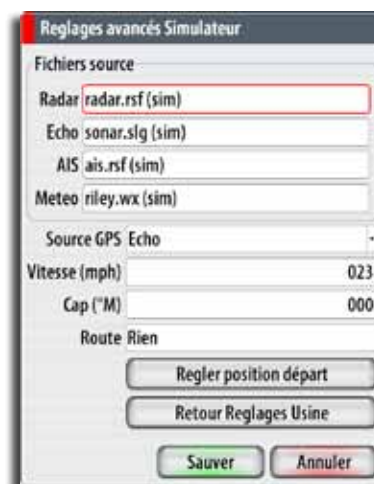 Reglages avancés Simulateur
Fichiers source
Radar radar.rsf (sim)
Echo sonar.slg (sim)
AIS ais.rsf (sim)
Meteo riley.wx (sim)
Source GPS Echo
Vitesse (mph) 023
Cap (°M) 000
Route Rien
Regler position départ
Retour Reglages Usine
Sauver Annuler